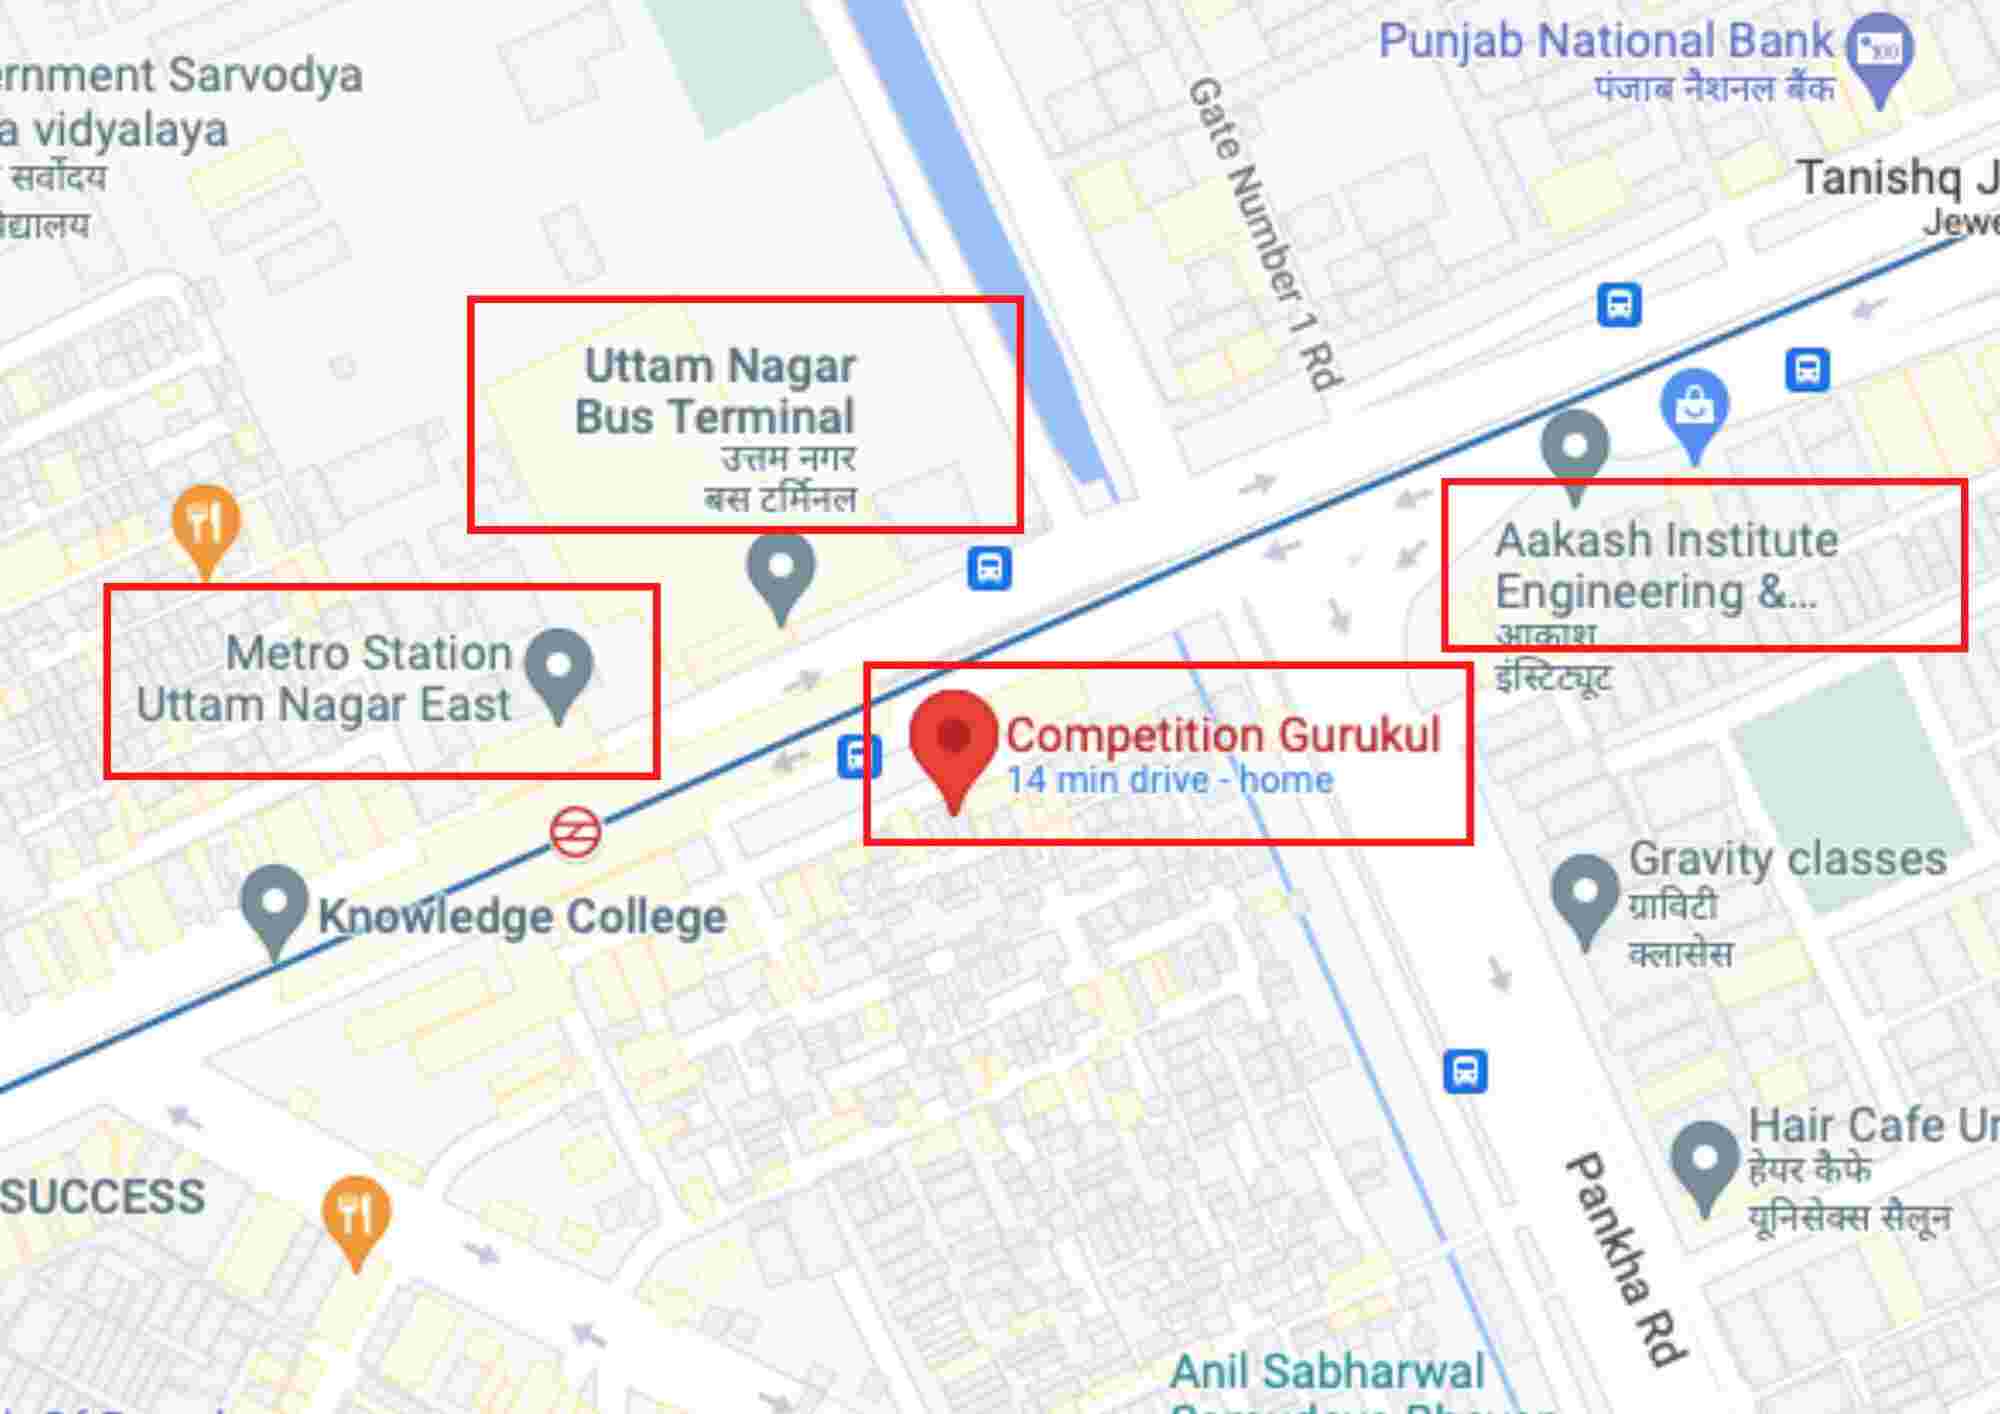 Punjab National Bank
पंजाब नैशनल बैंक
ernment Sarvodya
a vidyalaya
सर्वोदय
Gate Number 1 Rd
Tanishq J
Jewe
Uttam Nagar
Bus Terminal
उत्तम नगर
बस टर्मिनल
Aakash Institute
Engineering &...
आकाश
इंस्टिट्यूट
Metro Station
Uttam Nagar East
Competition Gurukul
14 min drive - home
Gravity classes
ग्राविटी
क्लासेस
Knowledge College
Hair Cafe Un
हेयर कैफे
यूनिसेक्स सैलून
SUCCESS
Pankha Rd
Anil Sabharwal